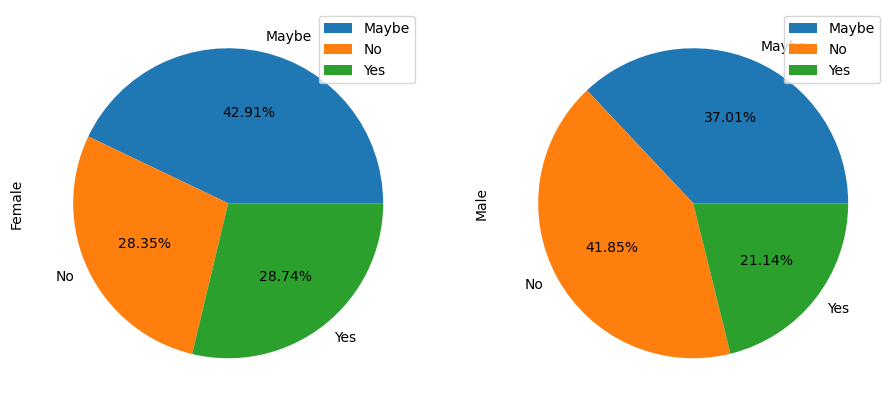 Maybe
Maybe
No
Yes
42.91%
28.35%
28.74%
No
Yes
Female
Maybe
Maybe
No
Yes
37.01%
41.85%
21.14%
No
Yes
Male